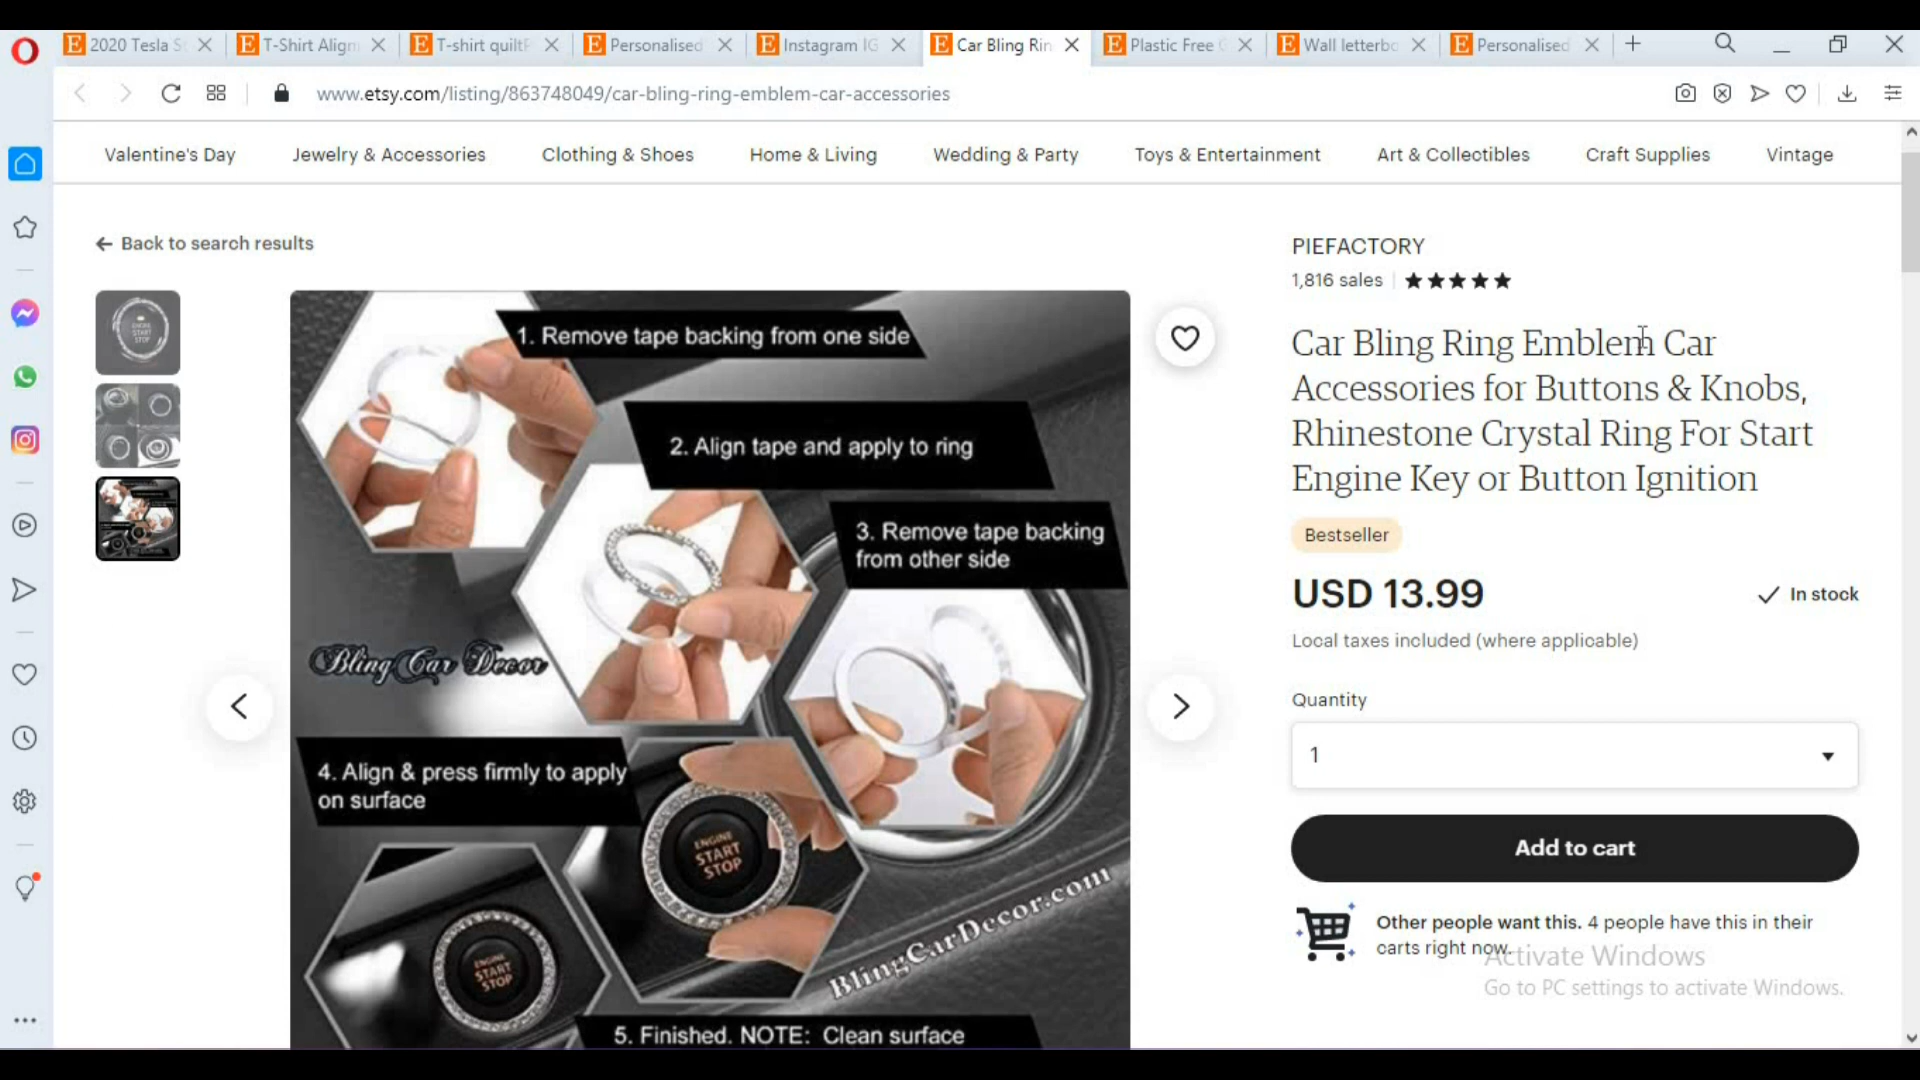 2020 Tesla S
T-Shirt Align
T-shirt quilt
Personalised
Instagram IG
Car Bling Rin
Plastic Free
Wall letterbo
Personalised
www.etsy.com/listing/863748049/car-bling-ring-emblem-car-accessories
Valentine's Day
Jewelry & Accessories
Clothing & Shoes
Home & Living
Wedding & Party
Toys & Entertainment
Art & Collectibles
Craft Supplies
Vintage
Back to search results
1. Remove tape backing from one side
2. Align tape and apply to ring
3. Remove tape backing
from other side
Bling Car Decor
4. Align & press firmly to apply
on surface
ENGINE
START
STOP
ENGINE
START
STOP
BlingCarDecor.com
5. Finished. NOTE: Clean surface
PIEFACTORY
1,816 sales
Car Bling Ring Emblem Car
Accessories for Buttons & Knobs,
Rhinestone Crystal Ring For Start
Engine Key or Button Ignition
Bestseller
USD 13.99
In stock
Local taxes included (where applicable)
Quantity
1
Add to cart
Other people want this. 4 people have this in their
carts right now.
Activate Windows
Go to PC settings to activate Windows.